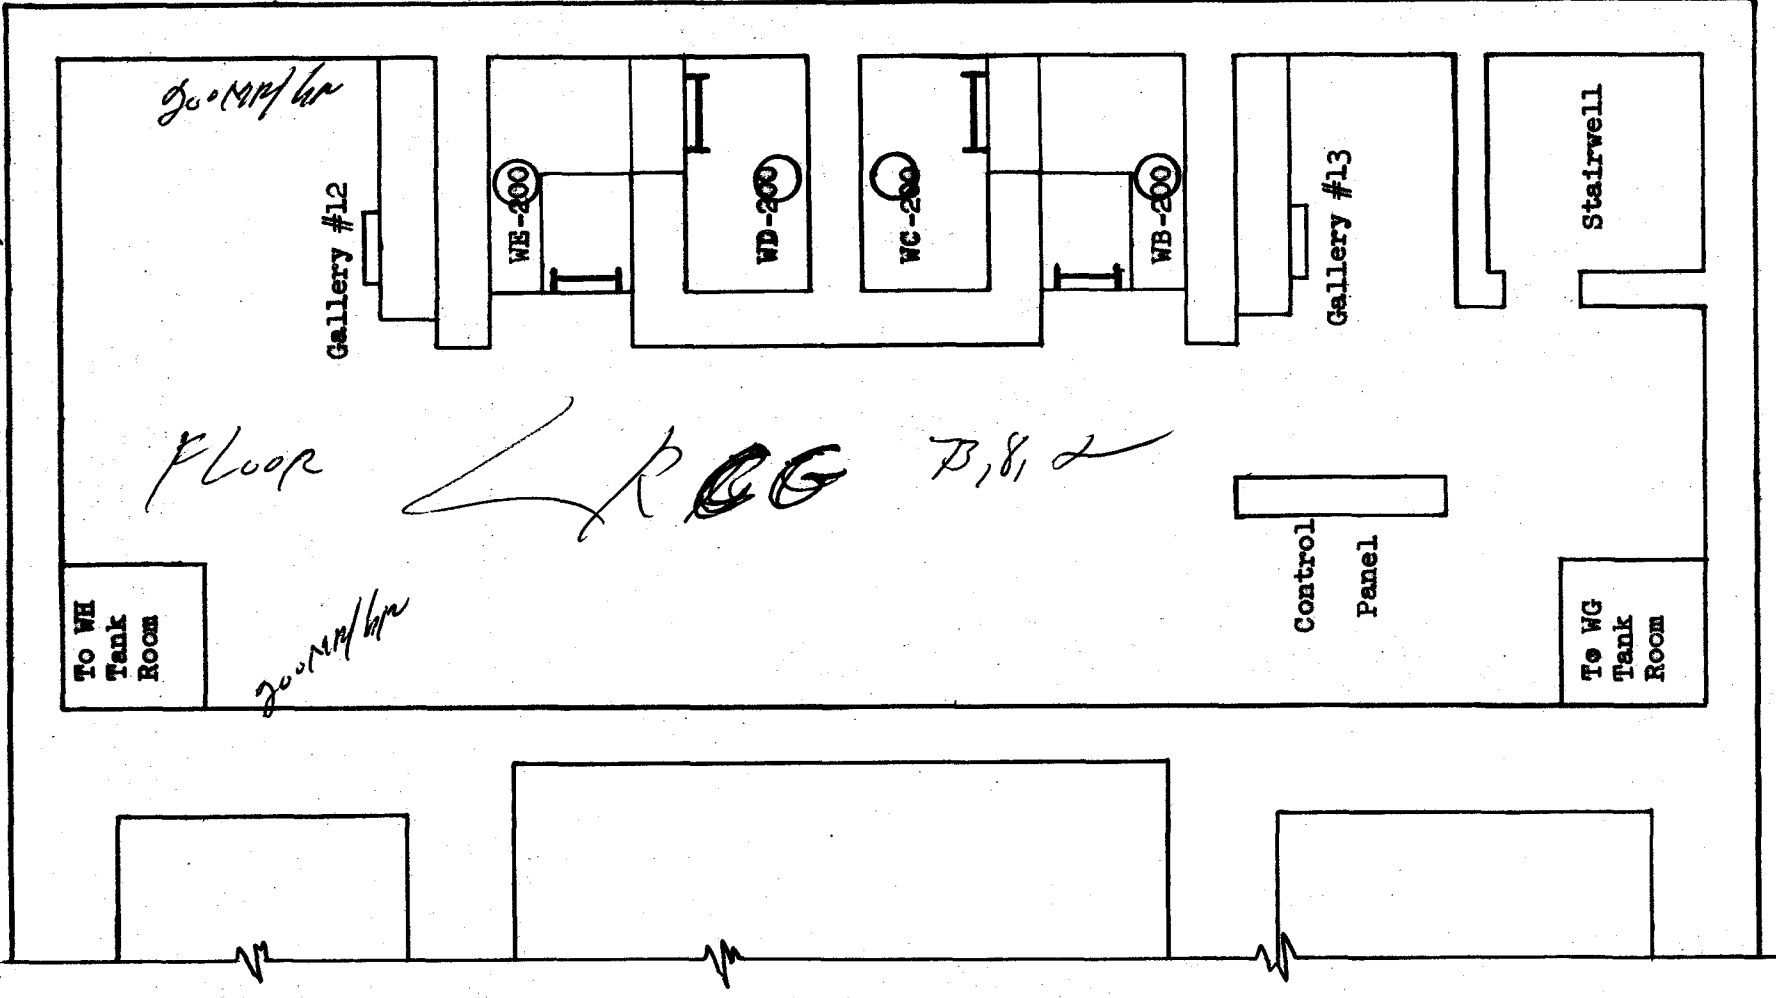 200 MR/hr
Gallery #12
WE-200
WD-200
WC-200
WB-200
Gallery #13
Stairwell
FLOOR < RCG B,8,2
Control
Panel
To WH
Tank
Room
200 MR/hr
To WG
Tank
Room